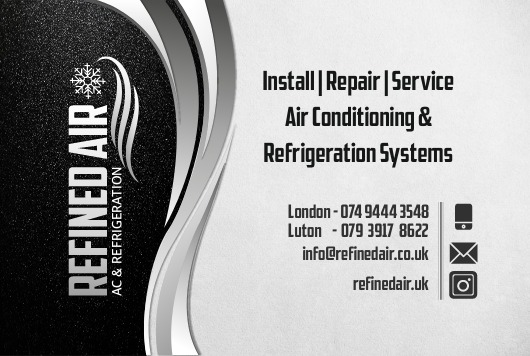 REFINED AIR
AC & REFRIGERATION
Install | Repair | Service
Air Conditioning &
Refrigeration Systems
London - 074 9444 3548
Luton - 079 3917 8622
info@refinedair.co.uk
refinedair.uk